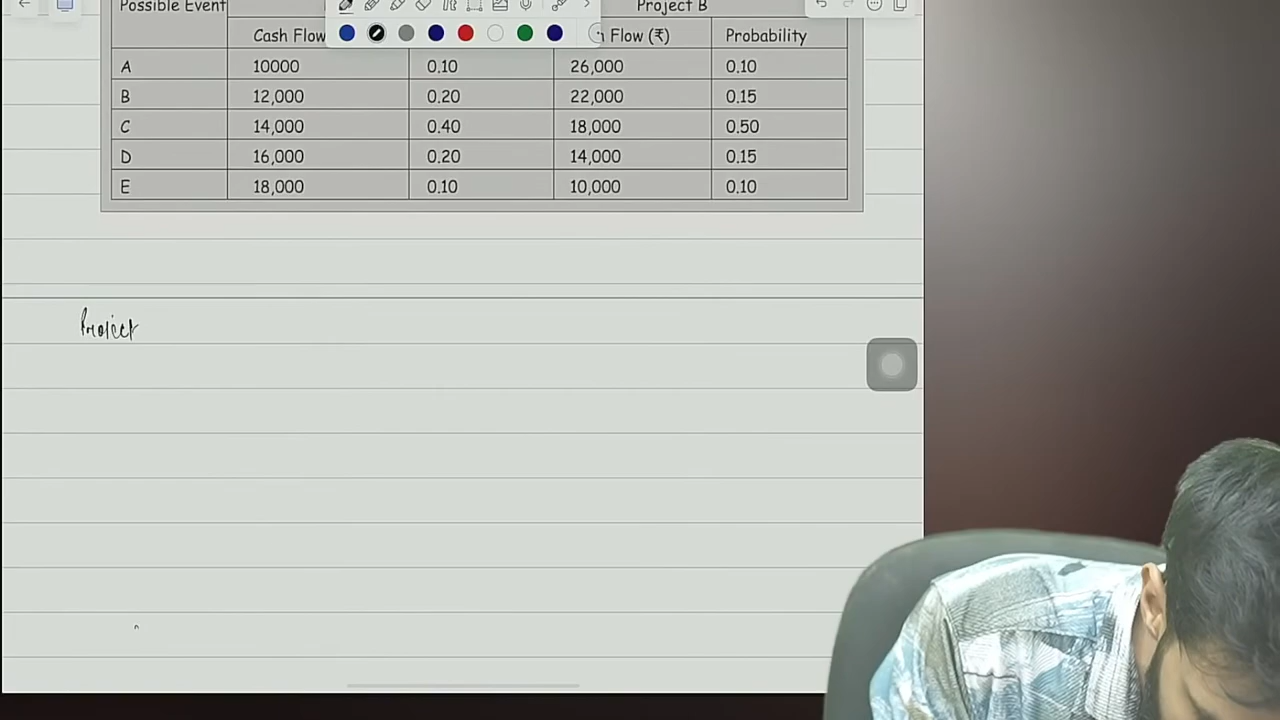 Possible Event Project B
Cash Flow Flow (₹) Probability
A 10000 0.10 26,000 0.10
B 12,000 0.20 22,000 0.15
C 14,000 0.40 18,000 0.50
D 16,000 0.20 14,000 0.15
E 18,000 0.10 10,000 0.10
Project